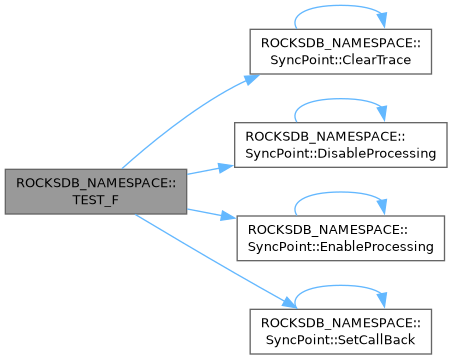 ROCKSDB_NAMESPACE::
SyncPoint::ClearTrace
ROCKSDB_NAMESPACE::
SyncPoint::DisableProcessing
ROCKSDB_NAMESPACE::
TEST_F
ROCKSDB_NAMESPACE::
SyncPoint::EnableProcessing
ROCKSDB_NAMESPACE::
SyncPoint::SetCallBack